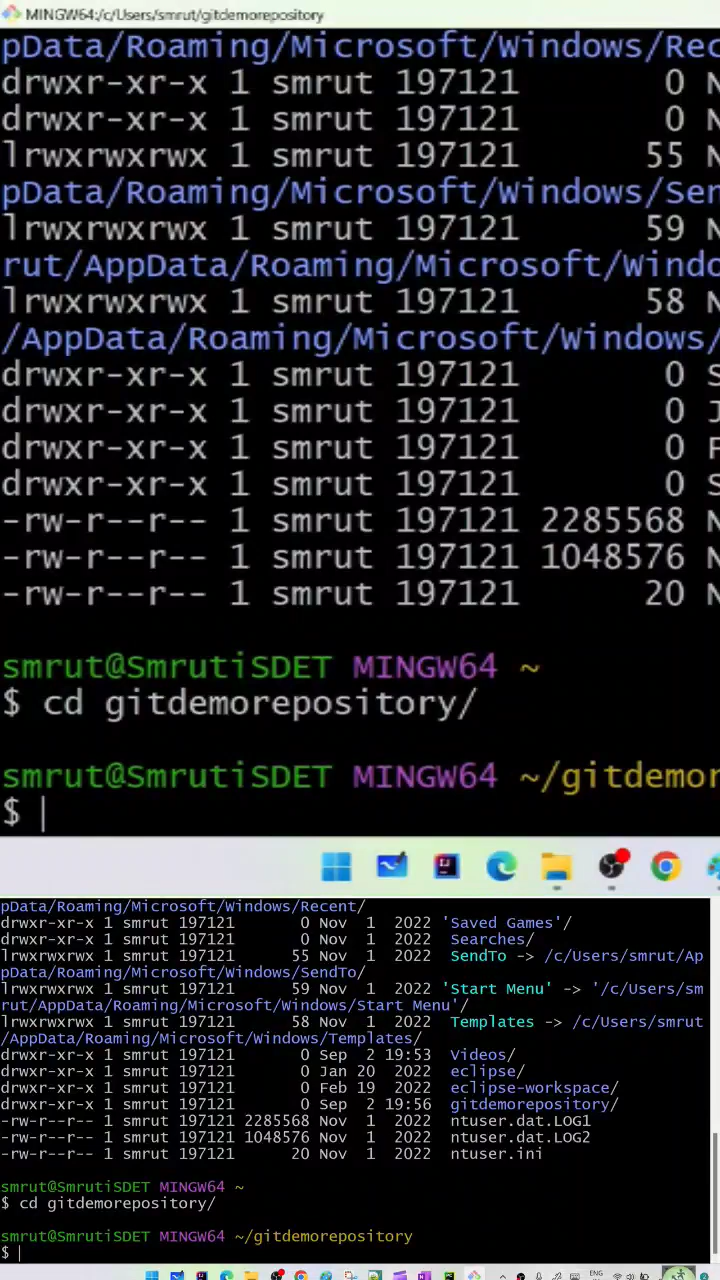 MINGW64:/c/Users/smrut/gitdemorepository
pData/Roaming/Microsoft/Windows/Rec
drwxr-xr-x 1 smrut 197121 0 N
drwxr-xr-x 1 smrut 197121 0 N
lrwxrwxrwx 1 smrut 197121 55 N
pData/Roaming/Microsoft/Windows/Sen
lrwxrwxrwx 1 smrut 197121 59 N
rut/AppData/Roaming/Microsoft/Windo
lrwxrwxrwx 1 smrut 197121 58 N
/AppData/Roaming/Microsoft/Windows/
drwxr-xr-x 1 smrut 197121 0 S
drwxr-xr-x 1 smrut 197121 0 J
drwxr-xr-x 1 smrut 197121 0 F
drwxr-xr-x 1 smrut 197121 0 S
-rw-r--r-- 1 smrut 197121 2285568 N
-rw-r--r-- 1 smrut 197121 1048576 N
-rw-r--r-- 1 smrut 197121 20 N
smrut@SmrutiSDET MINGW64 ~
$ cd gitdemorepository/
smrut@SmrutiSDET MINGW64 ~/gitdemor
$
pData/Roaming/Microsoft/Windows/Recent/
drwxr-xr-x 1 smrut 197121 0 Nov 1 2022 'Saved Games'/
drwxr-xr-x 1 smrut 197121 0 Nov 1 2022 Searches/
lrwxrwxrwx 1 smrut 197121 55 Nov 1 2022 SendTo -> /c/Users/smrut/Ap
pData/Roaming/Microsoft/Windows/SendTo/
lrwxrwxrwx 1 smrut 197121 59 Nov 1 2022 'Start Menu' -> '/c/Users/sm
rut/AppData/Roaming/Microsoft/Windows/Start Menu'/
lrwxrwxrwx 1 smrut 197121 58 Nov 1 2022 Templates -> /c/Users/smrut
/AppData/Roaming/Microsoft/Windows/Templates/
drwxr-xr-x 1 smrut 197121 0 Sep 2 19:53 Videos/
drwxr-xr-x 1 smrut 197121 0 Jan 20 2022 eclipse/
drwxr-xr-x 1 smrut 197121 0 Feb 19 2022 eclipse-workspace/
drwxr-xr-x 1 smrut 197121 0 Sep 2 19:56 gitdemorepository/
-rw-r--r-- 1 smrut 197121 2285568 Nov 1 2022 ntuser.dat.LOG1
-rw-r--r-- 1 smrut 197121 1048576 Nov 1 2022 ntuser.dat.LOG2
-rw-r--r-- 1 smrut 197121 20 Nov 1 2022 ntuser.ini
smrut@SmrutiSDET MINGW64 ~
$ cd gitdemorepository/
smrut@SmrutiSDET MINGW64 ~/gitdemorepository
$
ENG